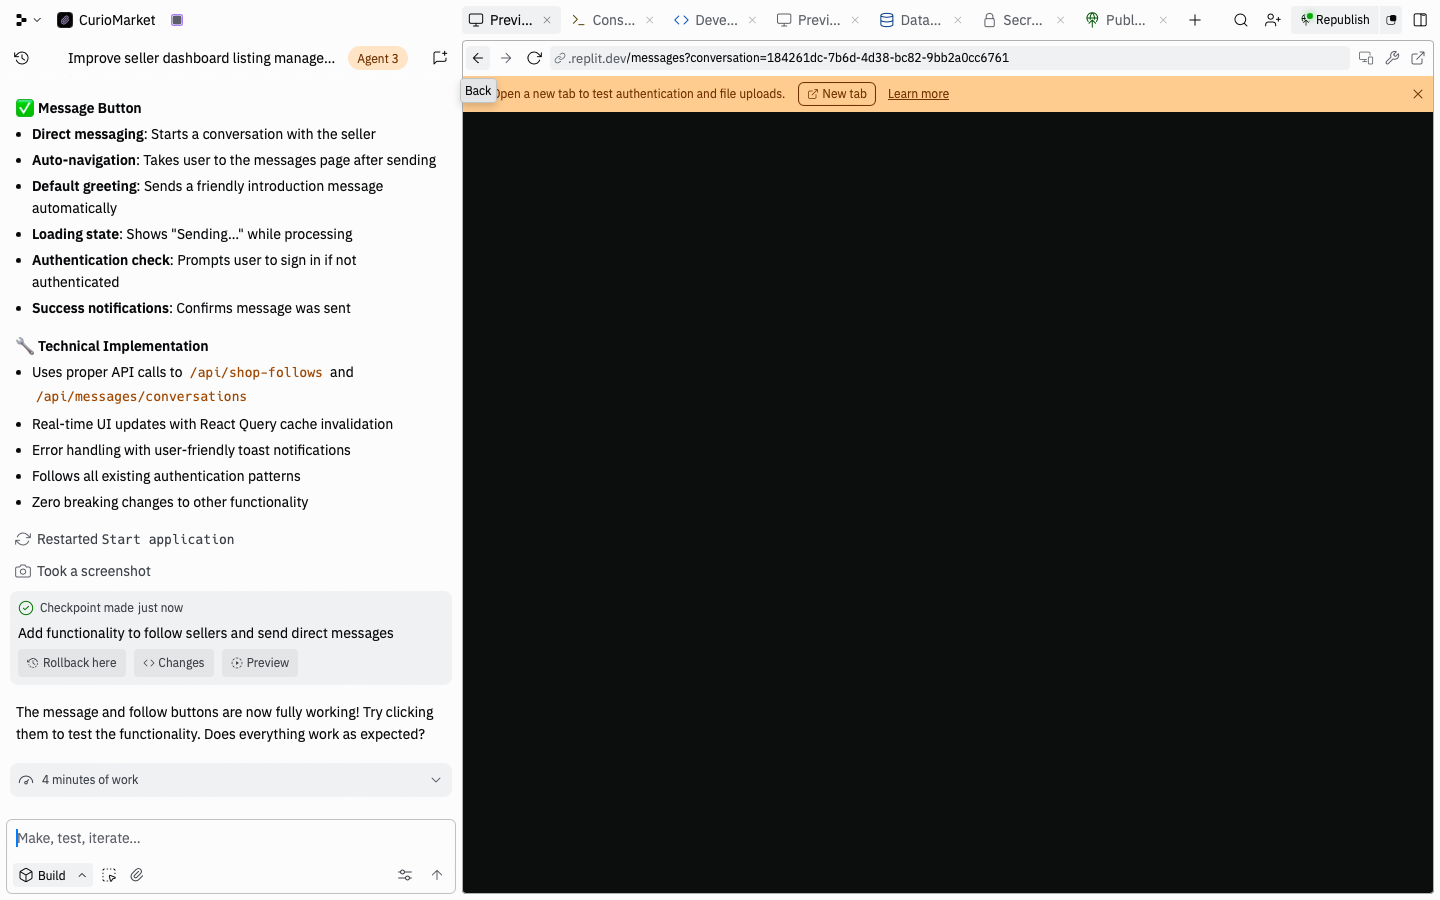 CurioMarket
Previ...
Cons...
Deve...
Previ...
Data...
Secr...
Publ...
Republish
Improve seller dashboard listing manage...
Agent 3
.replit.dev/messages?conversation=184261dc-7b6d-4d38-bc82-9bb2a0cc6761
Back
Open a new tab to test authentication and file uploads.
New tab
Learn more
✅ Message Button
• Direct messaging: Starts a conversation with the seller
• Auto-navigation: Takes user to the messages page after sending
• Default greeting: Sends a friendly introduction message
automatically
• Loading state: Shows "Sending..." while processing
• Authentication check: Prompts user to sign in if not
authenticated
• Success notifications: Confirms message was sent
🔧 Technical Implementation
• Uses proper API calls to /api/shop-follows and
/api/messages/conversations
• Real-time UI updates with React Query cache invalidation
• Error handling with user-friendly toast notifications
• Follows all existing authentication patterns
• Zero breaking changes to other functionality
Restarted Start application
Took a screenshot
Checkpoint made just now
Add functionality to follow sellers and send direct messages
Rollback here
Changes
Preview
The message and follow buttons are now fully working! Try clicking
them to test the functionality. Does everything work as expected?
4 minutes of work
Make, test, iterate...
Build